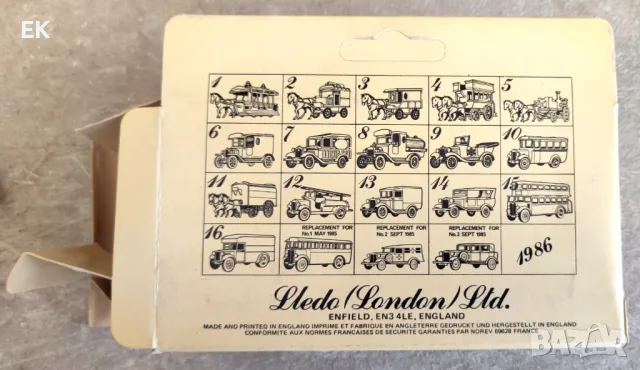 EK
1 2 3 4 5
6 7 8 9 10
11 12 13 14 15
16
REPLACEMENT FOR
No.1 MAY 1985
REPLACEMENT FOR
No.2 SEPT 1985
REPLACEMENT FOR
No.3 SEPT 1985
1986
Lledo (London) Ltd.
ENFIELD, EN3 4LE, ENGLAND
MADE AND PRINTED IN ENGLAND IMPRIME ET FABRIQUE EN ANGLETERRE GEDRUCKT UND HERGESTELLT IN ENGLAND
CONFORMITE AUX NORMES FRANCAISES DE SECURITE GARANTIES PAR NOREV 69628 FRANCE
bazar